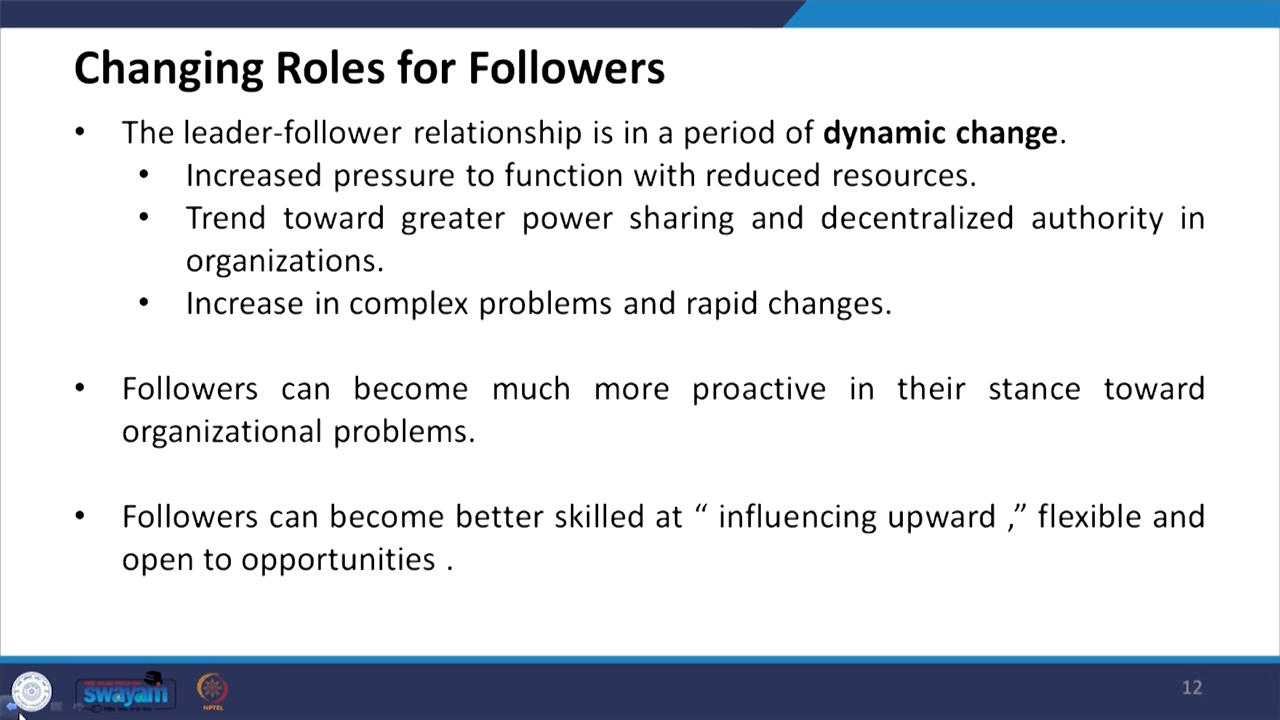 Changing Roles for Followers
• The leader-follower relationship is in a period of dynamic change.
• Increased pressure to function with reduced resources.
• Trend toward greater power sharing and decentralized authority in
organizations.
• Increase in complex problems and rapid changes.
• Followers can become much more proactive in their stance toward
organizational problems.
• Followers can become better skilled at “ influencing upward ,” flexible and
open to opportunities .
swayam
NPTEL
12